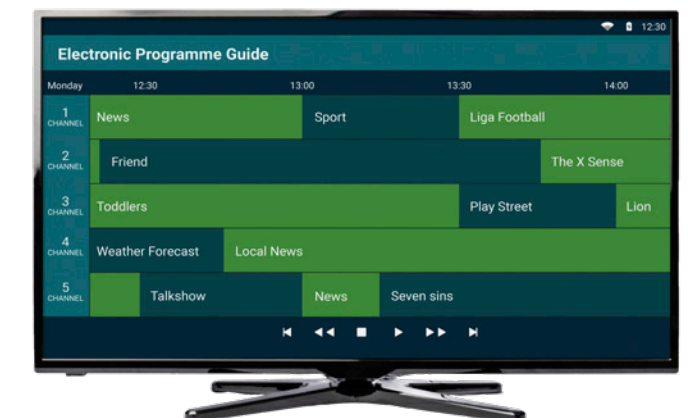 12:30
Electronic Programme Guide
Monday 12:30 13:00 13:30 14:00
1 CHANNEL News Sport Liga Football
2 CHANNEL Friend The X Sense
3 CHANNEL Toddlers Play Street Lion
4 CHANNEL Weather Forecast Local News
5 CHANNEL Talkshow News Seven sins